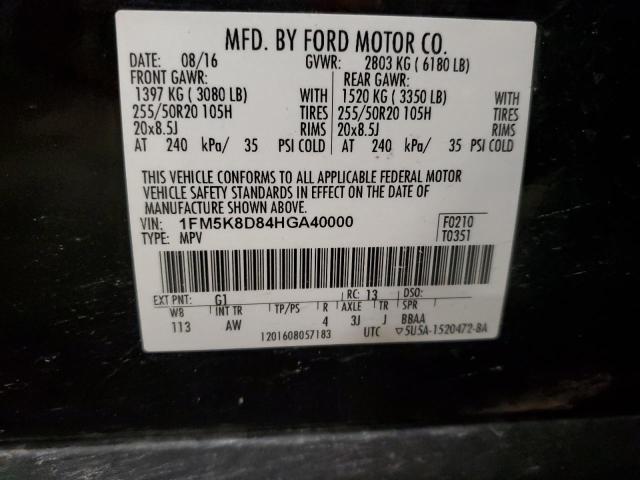 MFD. BY FORD MOTOR CO.
DATE: 08/16 GVWR: 2803 KG ( 6180 LB)
FRONT GAWR: REAR GAWR:
1397 KG ( 3080 LB) WITH 1520 KG ( 3350 LB) WITH
255/50R20 105H TIRES 255/50R20 105H TIRES
20x8.5J RIMS 20x8.5J RIMS
AT 240 kPa/ 35 PSI COLD AT 240 kPa/ 35 PSI COLD
THIS VEHICLE CONFORMS TO ALL APPLICABLE FEDERAL MOTOR
VEHICLE SAFETY STANDARDS IN EFFECT ON THE DATE OF
MANUFACTURE SHOWN ABOVE.
VIN: 1FM5K8D84HGA40000 F0210
TYPE: MPV T0351
EXT PNT: G1 RC: 13 DSO:
W8 INT TR TP/PS R AXLE TR SPR
113 AW 4 3J J BBAA
1201608057183 UTC ▽5U5A-1520472-BA